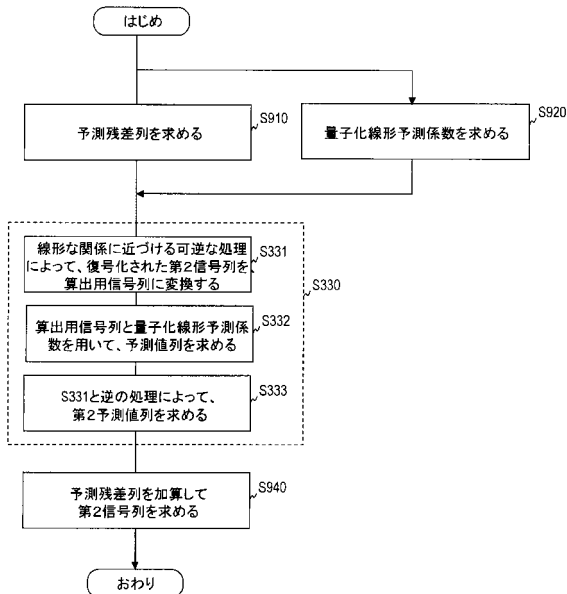 はじめ
予測残差列を求める
S910
量子化線形予測係数を求める
S920
線形な関係に近づける可逆な処理
によって、復号化された第2信号列を、
算出用信号列に変換する
S331
S330
算出用信号列と量子化線形予測係
数を用いて、予測値列を求める
S332
S331と逆の処理によって、
第2予測値列を求める
S333
予測残差列を加算して
第2信号列を求める
S940
おわり